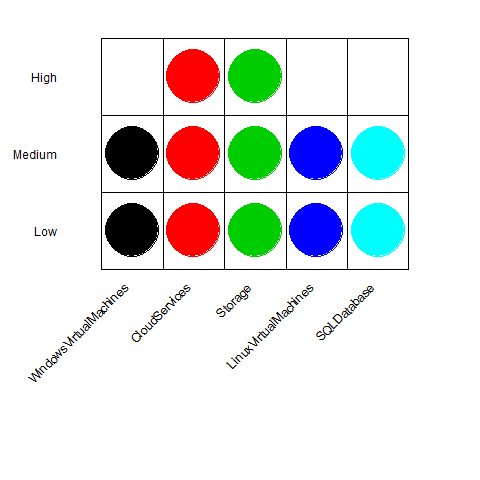 High
Medium
Low
WindowsVirtualMachines
CloudServices
Storage
LinuxVirtualMachines
SQLDatabase